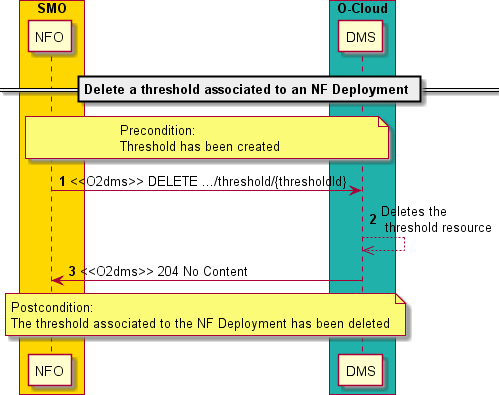 SMO
O-Cloud
NFO
DMS
Delete a threshold associated to an NF Deployment
Precondition:
Threshold has been created
1 <<O2dms>> DELETE .../threshold/{thresholdId}
2 Deletes the
threshold resource
3 <<O2dms>> 204 No Content
Postcondition:
The threshold associated to the NF Deployment has been deleted
NFO
DMS